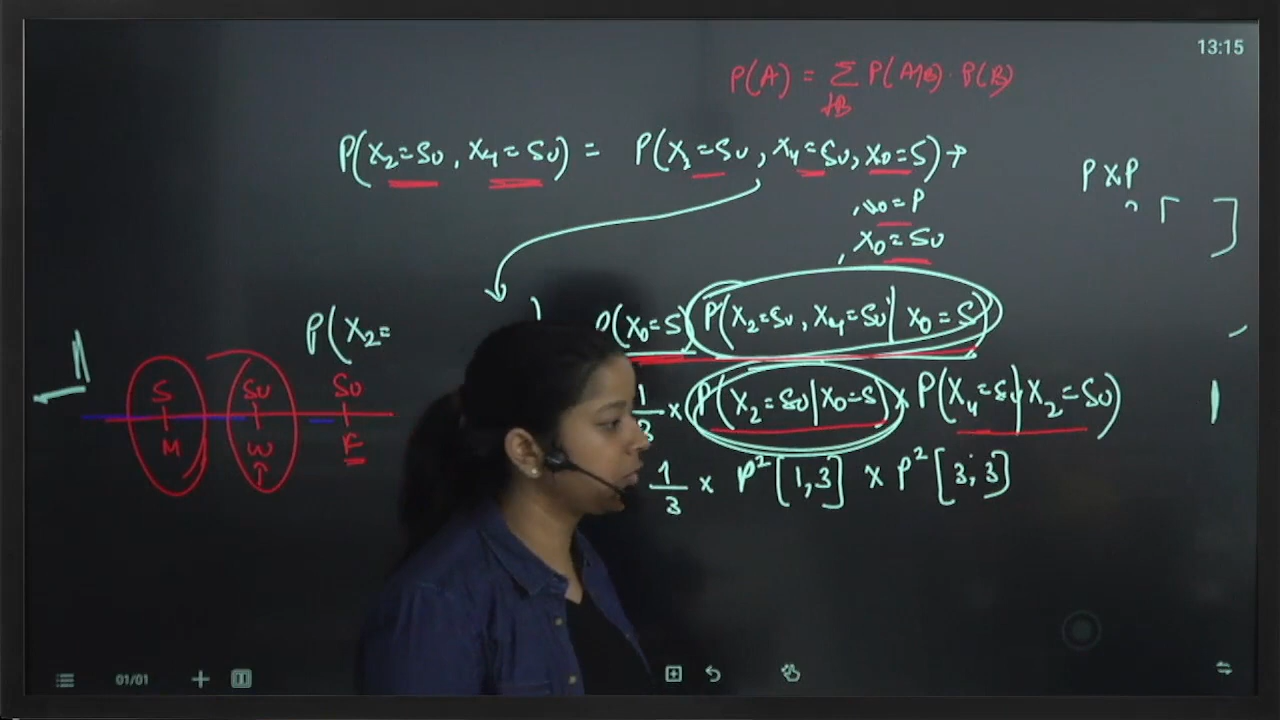 13:15
P(A) = Σ P(A|B) · P(B)
∀B
P(X2=SU, X4=SU) = P(X2=SU, X4=SU, X0=S) +
, X0=P
, X0=SU
P X P
[ ]
P(X2=
P(X0=S) P(X2=SU, X4=SU | X0=S)
1/3 × P(X2=SU | X0=S) × P(X4=SU | X2=SU)
1/3 × P²[1,3] × P²[3,3]
S SU SU
M W F
01/01